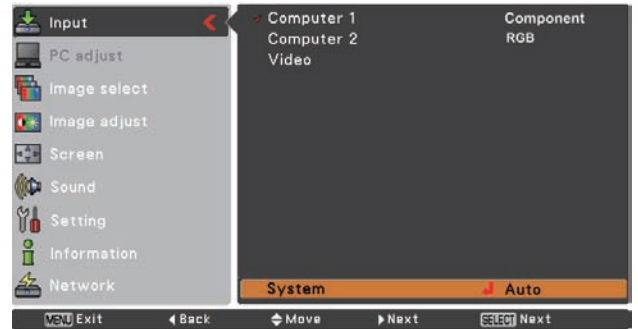 Input
PC adjust
Image select
Image adjust
Screen
Sound
Setting
Information
Network
Computer 1 Component
Computer 2 RGB
Video
System Auto
MENU Exit Back Move Next SELECT Next